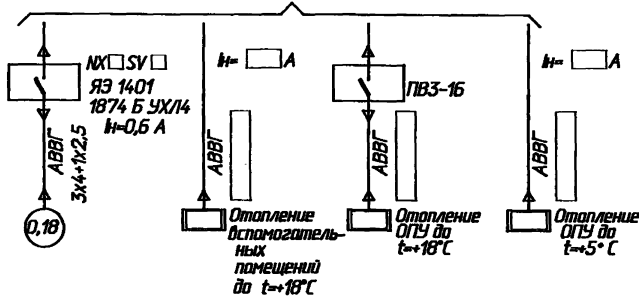 NX SV
ЯЭ 1401
1874 Б УХЛ4
Iн=0,6 А
АВВГ
3х4+1х2,5
0,18
Iн= А
АВВГ
Отопление
вспомогатель-
ных
помещений
до t=+18°С
ПВЗ-16
АВВГ
Отопление
ОПУ до
t=+18°С
Iн= А
АВВГ
Отопление
ОПУ до
t=+5°С